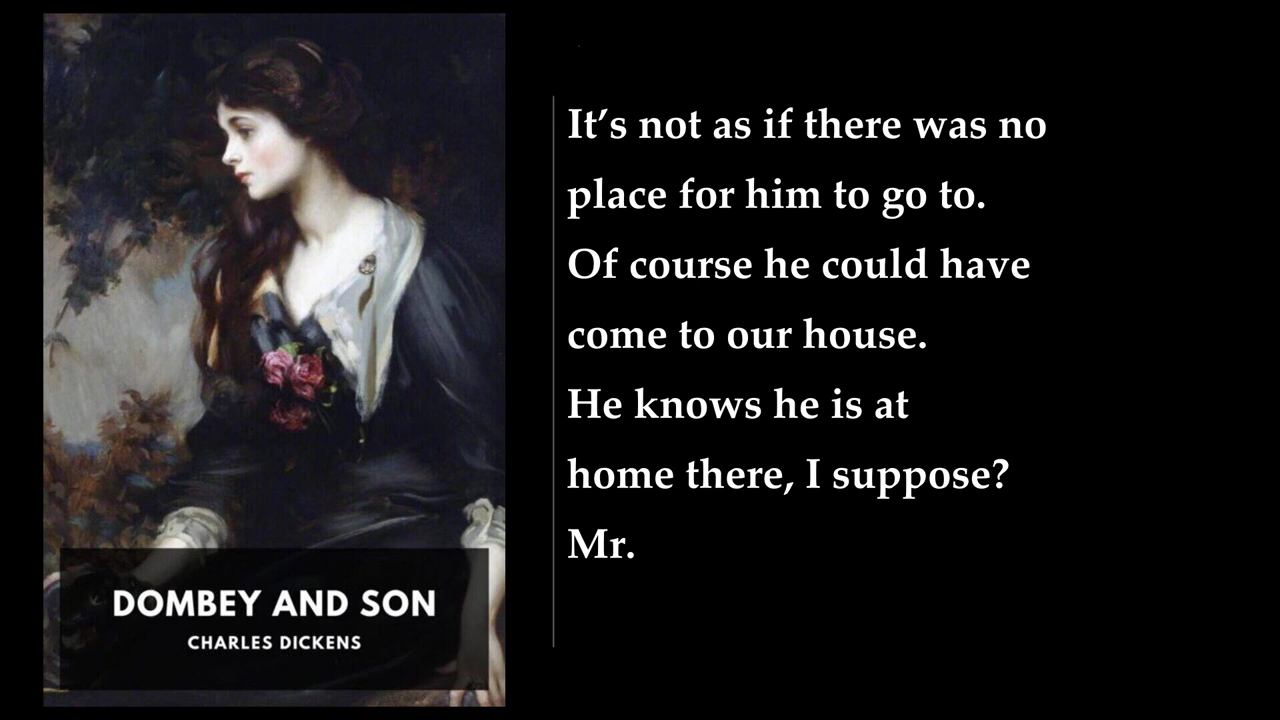 DOMBEY AND SON
CHARLES DICKENS
It’s not as if there was no
place for him to go to.
Of course he could have
come to our house.
He knows he is at
home there, I suppose?
Mr.